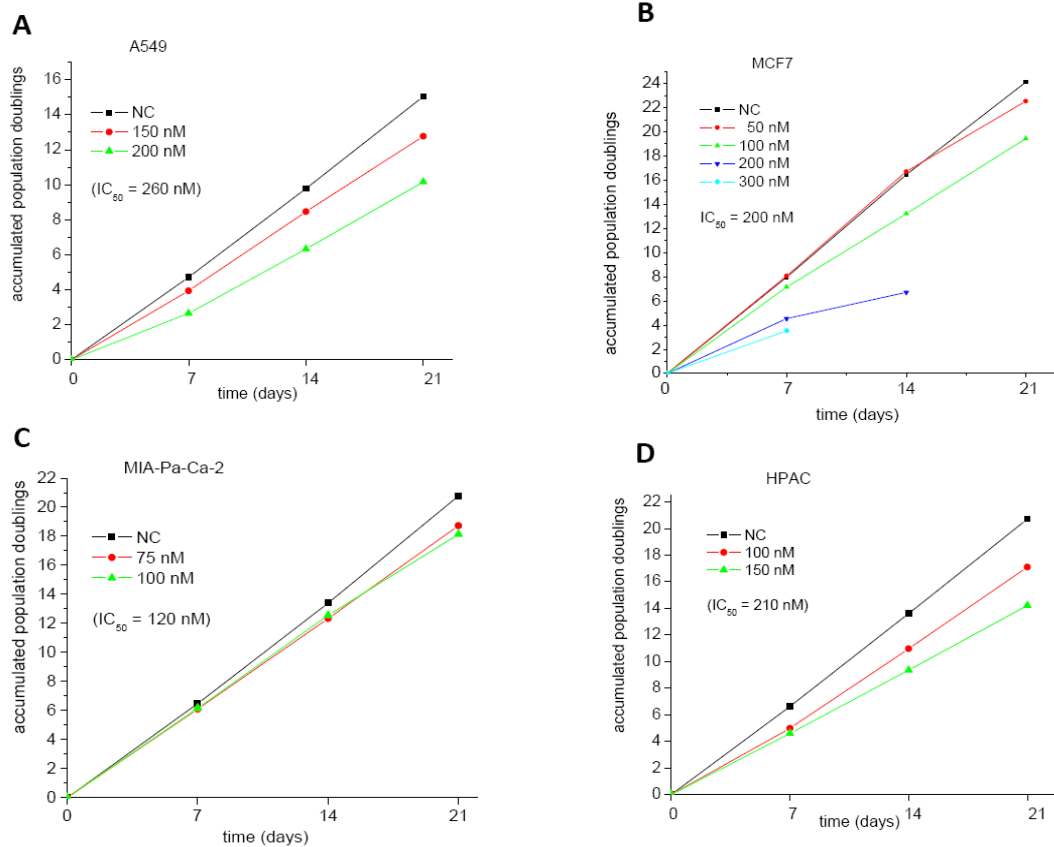 A
A549
accumulated population doublings
16
14
12
10
8
6
4
2
0
NC
150 nM
200 nM
(IC50 = 260 nM)
0 7 14 21
time (days)
B
MCF7
accumulated population doublings
24
22
20
18
16
14
12
10
8
6
4
2
0
NC
50 nM
100 nM
200 nM
300 nM
IC50 = 200 nM
0 7 14 21
time (days)
C
MIA-Pa-Ca-2
accumulated population doublings
22
20
18
16
14
12
10
8
6
4
2
0
NC
75 nM
100 nM
(IC50 = 120 nM)
0 7 14 21
time (days)
D
HPAC
accumulated population doublings
22
20
18
16
14
12
10
8
6
4
2
0
NC
100 nM
150 nM
(IC50 = 210 nM)
0 7 14 21
time (days)